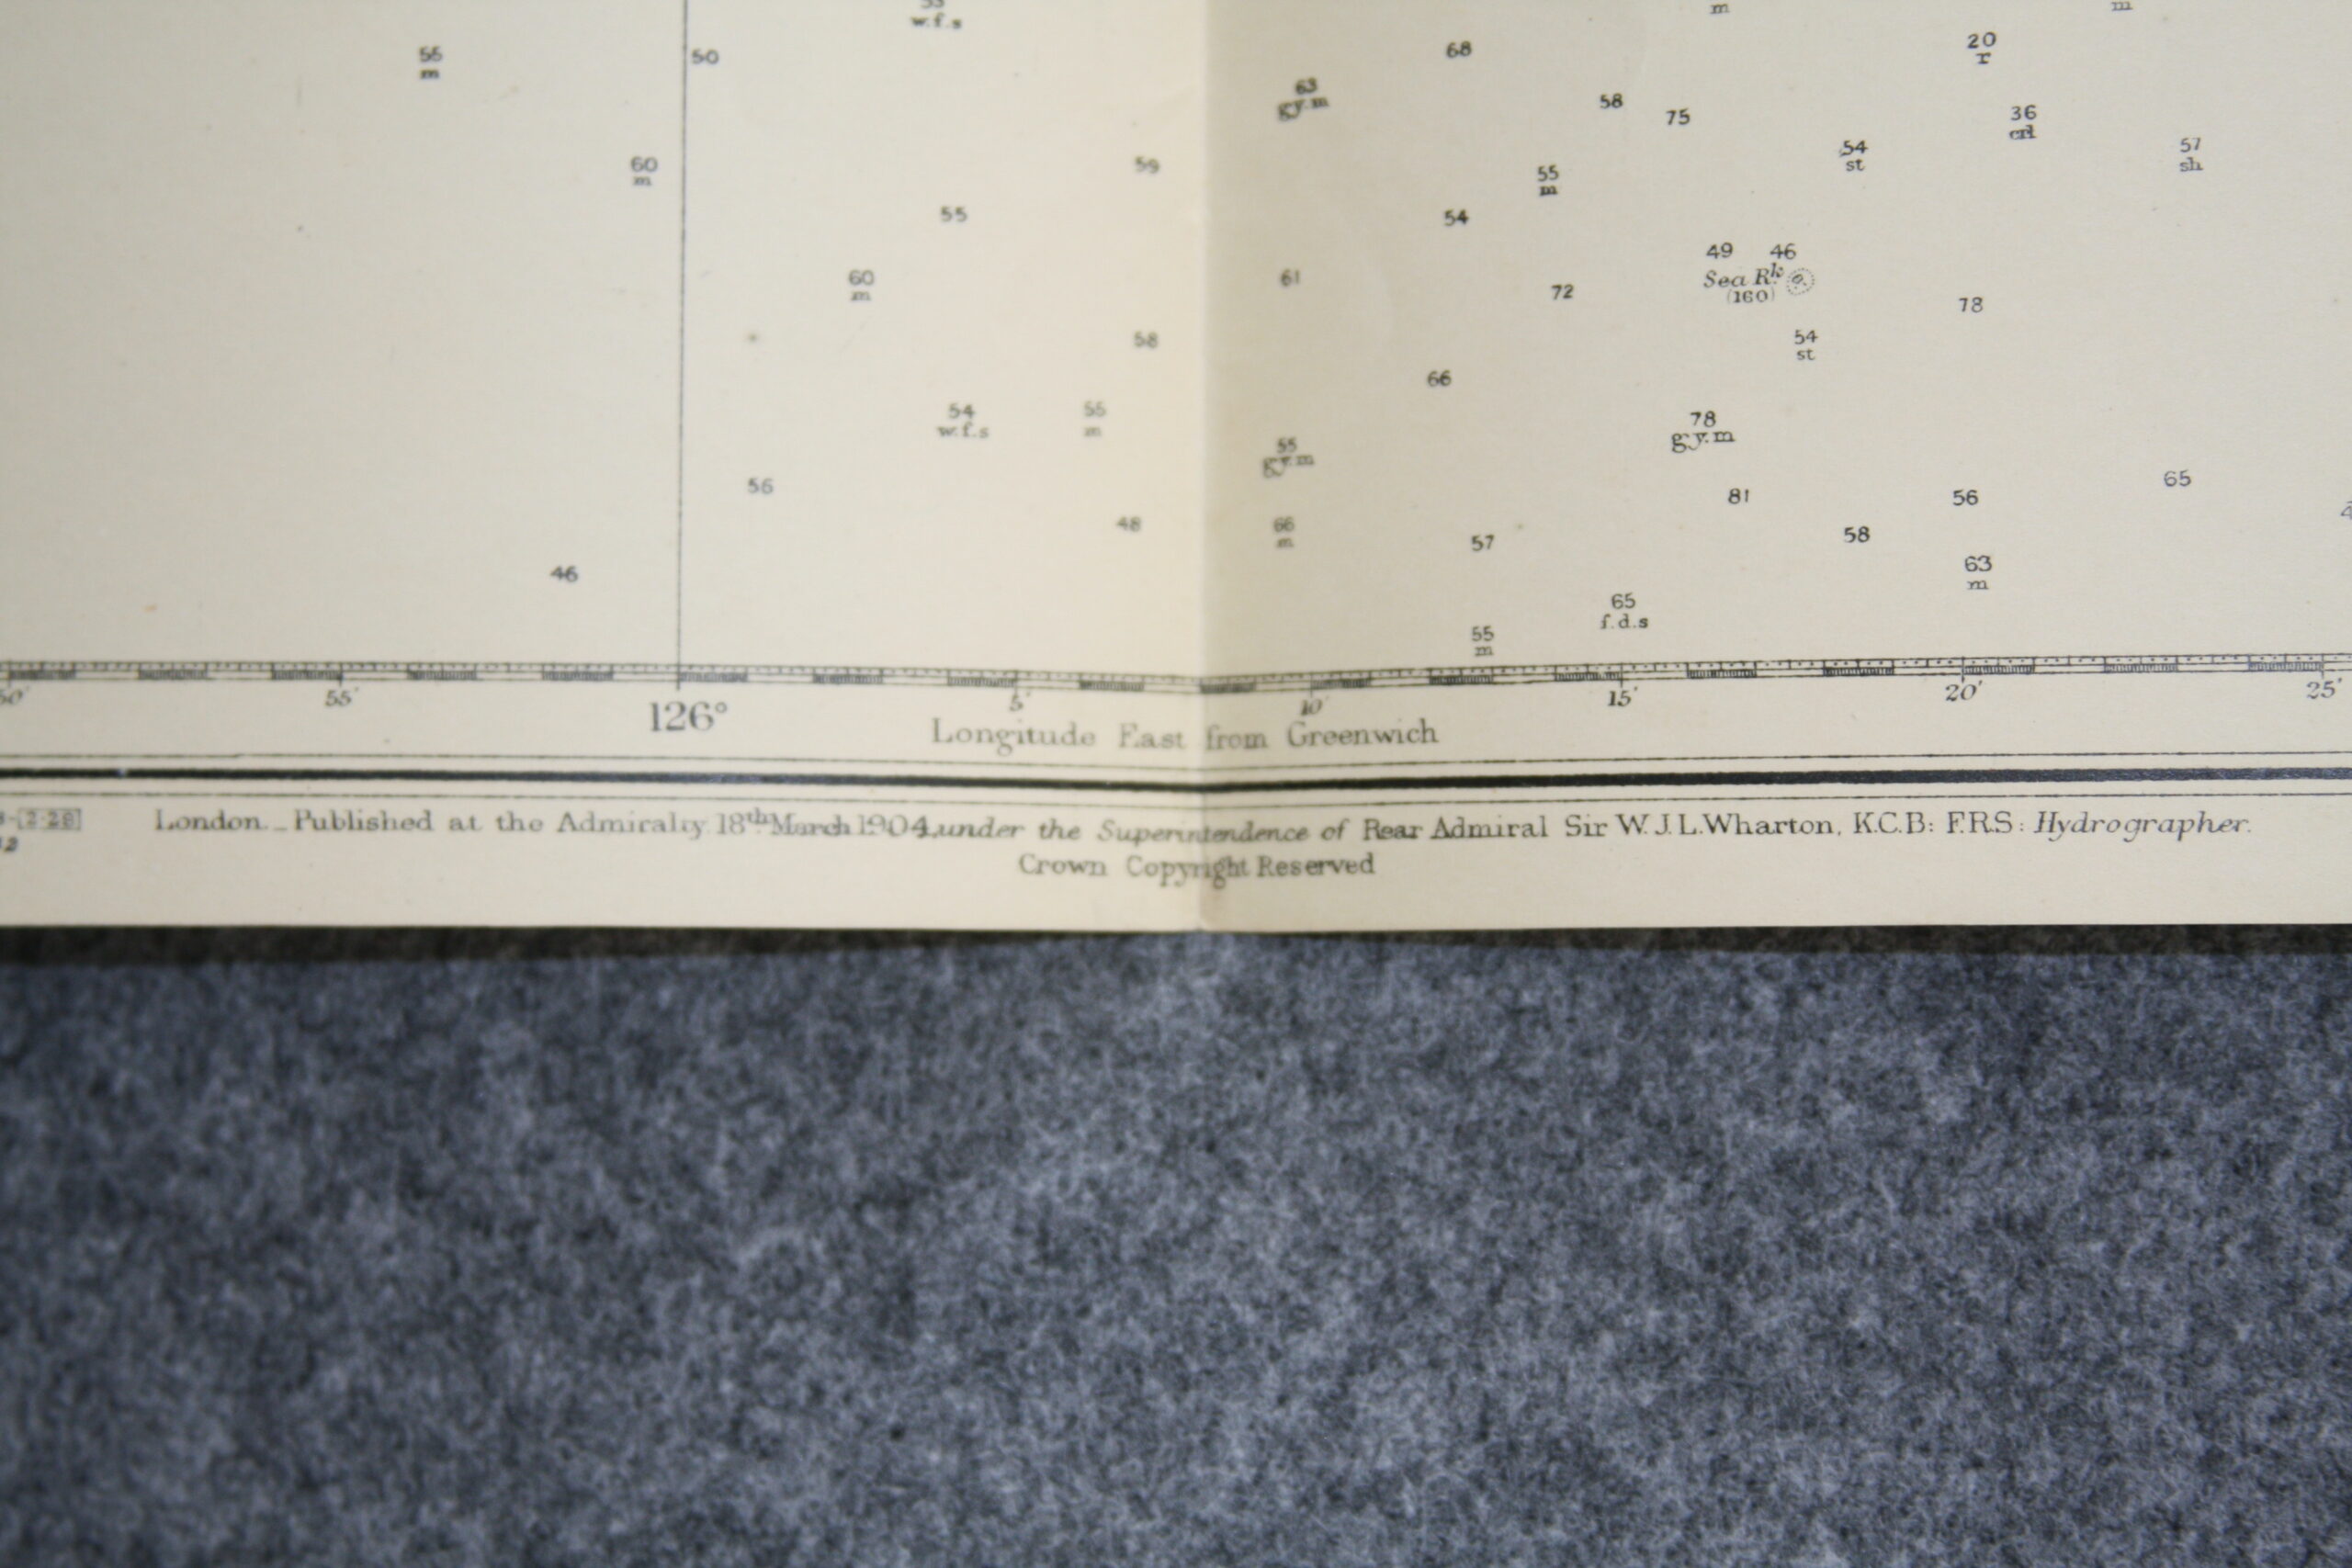 w.f.s
m
m
55
m
50
68
20
r
63
gy.m
58
75
36
crl
54
st
57
sh
60
m
59
55
m
55
54
49 46
Sea Rk
(160)
60
m
61
72
78
58
54
st
66
54
w.f.s
55
m
78
gy.m
55
gy.m
65
56
81
56
48
66
m
57
58
46
63
m
65
f.d.s
55
m
55'
126°
5'
10'
15'
20'
25'
Longitude East from Greenwich
London. _ Published at the Admiralty 18th March 1904, under the Superintendence of Rear Admiral Sir W.J.L.Wharton, K.C.B: F.R.S: Hydrographer.
Crown Copyright Reserved